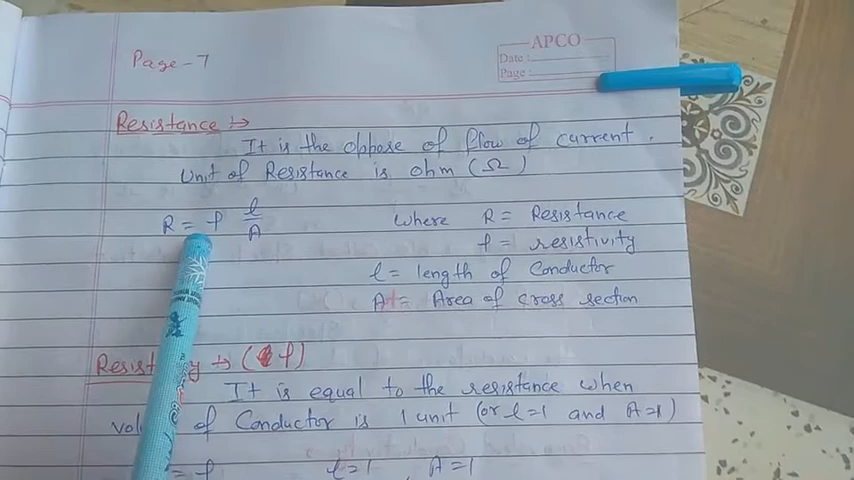 Page-7
APCO
Date :
Page :
Resistance :→
It is the oppose of flow of current .
Unit of Resistance is ohm (Ω)
R = ρ l/A where R = Resistance
ρ = resistivity
l = length of Conductor
A = Area of cross section
→ (ρ)
It is equal to the resistance when
of Conductor is 1 unit (or l=1 and A=1)
= ρ l=1 , A=1